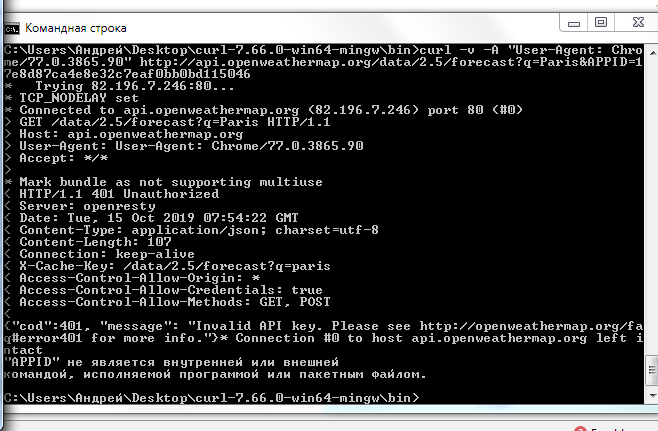 Командная строка
C:\Users\Андрей\Desktop\curl-7.66.0-win64-mingw\bin>curl -v -A "User-Agent: Chro
me/77.0.3865.90" http://api.openweathermap.org/data/2.5/forecast?q=Paris&APPID=1
7e8d87ca4e8e32c7eaf0bb0bd115046
*   Trying 82.196.7.246:80...
* TCP_NODELAY set
* Connected to api.openweathermap.org (82.196.7.246) port 80 (#0)
> GET /data/2.5/forecast?q=Paris HTTP/1.1
> Host: api.openweathermap.org
> User-Agent: User-Agent: Chrome/77.0.3865.90
> Accept: */*
>
* Mark bundle as not supporting multiuse
< HTTP/1.1 401 Unauthorized
< Server: openresty
< Date: Tue, 15 Oct 2019 07:54:22 GMT
< Content-Type: application/json; charset=utf-8
< Content-Length: 107
< Connection: keep-alive
< X-Cache-Key: /data/2.5/forecast?q=paris
< Access-Control-Allow-Origin: *
< Access-Control-Allow-Credentials: true
< Access-Control-Allow-Methods: GET, POST
<
{"cod":401, "message": "Invalid API key. Please see http://openweathermap.org/fa
q#error401 for more info."}* Connection #0 to host api.openweathermap.org left i
ntact
"APPID" не является внутренней или внешней
командой, исполняемой программой или пакетным файлом.
C:\Users\Андрей\Desktop\curl-7.66.0-win64-mingw\bin>